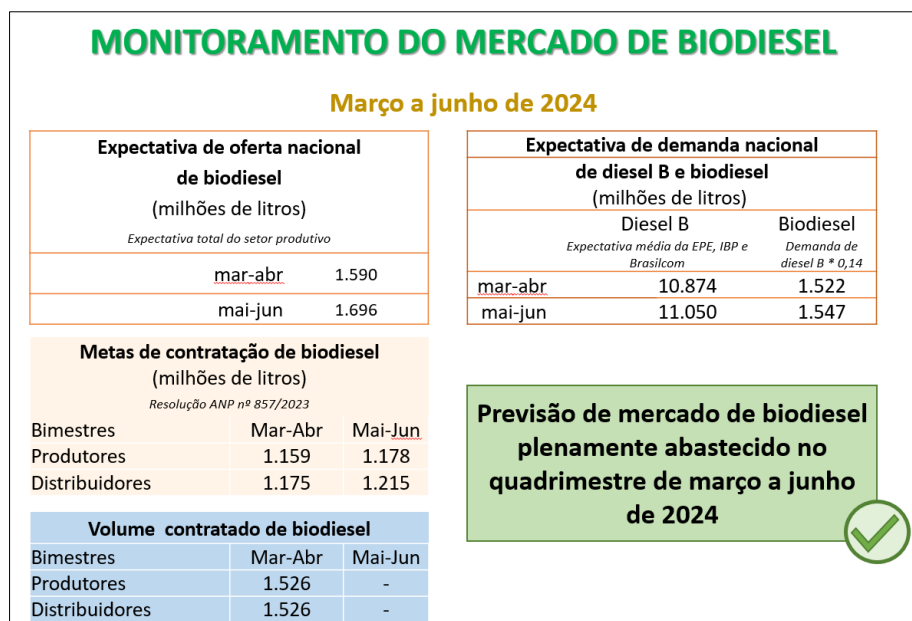 MONITORAMENTO DO MERCADO DE BIODIESEL
Março a junho de 2024
Expectativa de oferta nacional
de biodiesel
(milhões de litros)
Expectativa total do setor produtivo
mar-abr 1.590
mai-jun 1.696
Expectativa de demanda nacional
de diesel B e biodiesel
(milhões de litros)
Diesel B Biodiesel
Expectativa média da EPE, IBP e Demanda de
Brasilcom diesel B * 0,14
mar-abr 10.874 1.522
mai-jun 11.050 1.547
Metas de contratação de biodiesel
(milhões de litros)
Resolução ANP nº 857/2023
Bimestres Mar-Abr Mai-Jun
Produtores 1.159 1.178
Distribuidores 1.175 1.215
Volume contratado de biodiesel
Bimestres Mar-Abr Mai-Jun
Produtores 1.526 -
Distribuidores 1.526 -
Previsão de mercado de biodiesel
plenamente abastecido no
quadrimestre de março a junho
de 2024